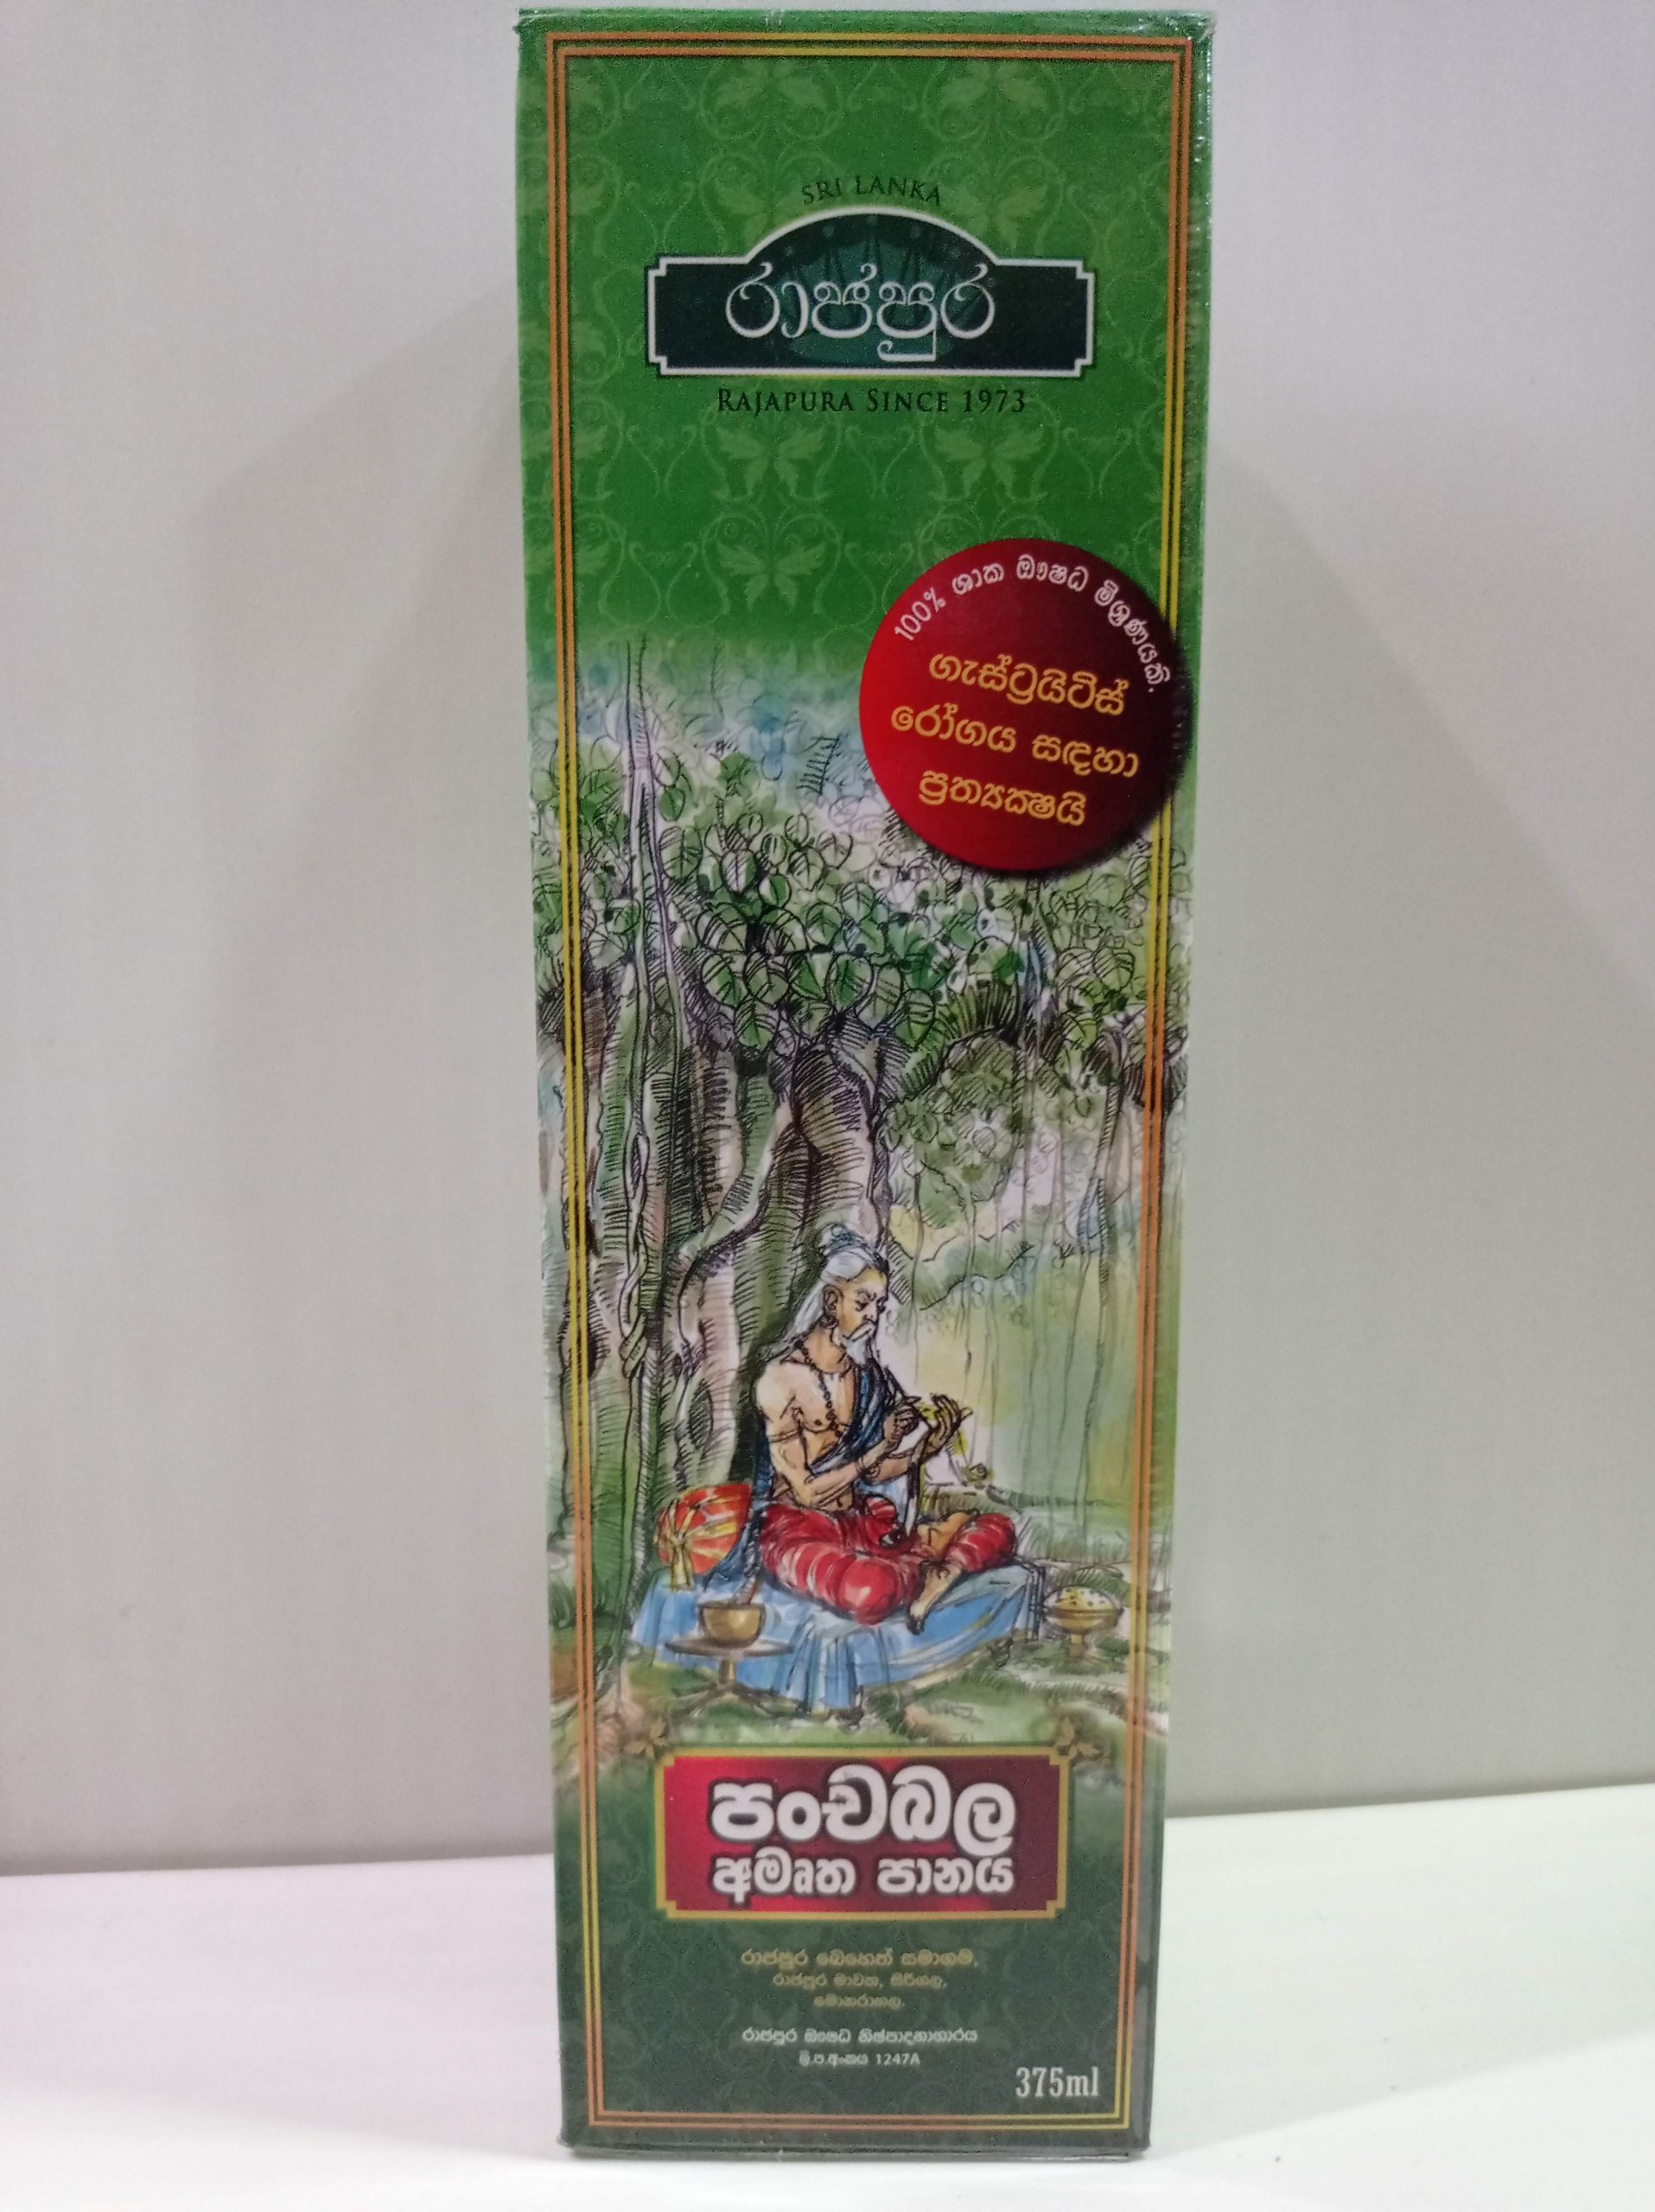 SRI LANKA
රාජපුර
RAJAPURA SINCE 1973
100% ශාක ඖෂධ මිශ්‍රණයකි.
ගැස්ට්‍රයිටිස්
රෝගය සඳහා
ප්‍රත්‍යක්ෂයි
පංචබල
අමෘත පානය
රාජපුර බෙහෙත් සමාගම,
රාජපුර මාවත, සිරිගල,
මොනරාගල.
රාජපුර ඖෂධ නිෂ්පාදනාගාරය
ලි.ප.අංකය 1247A
375ml